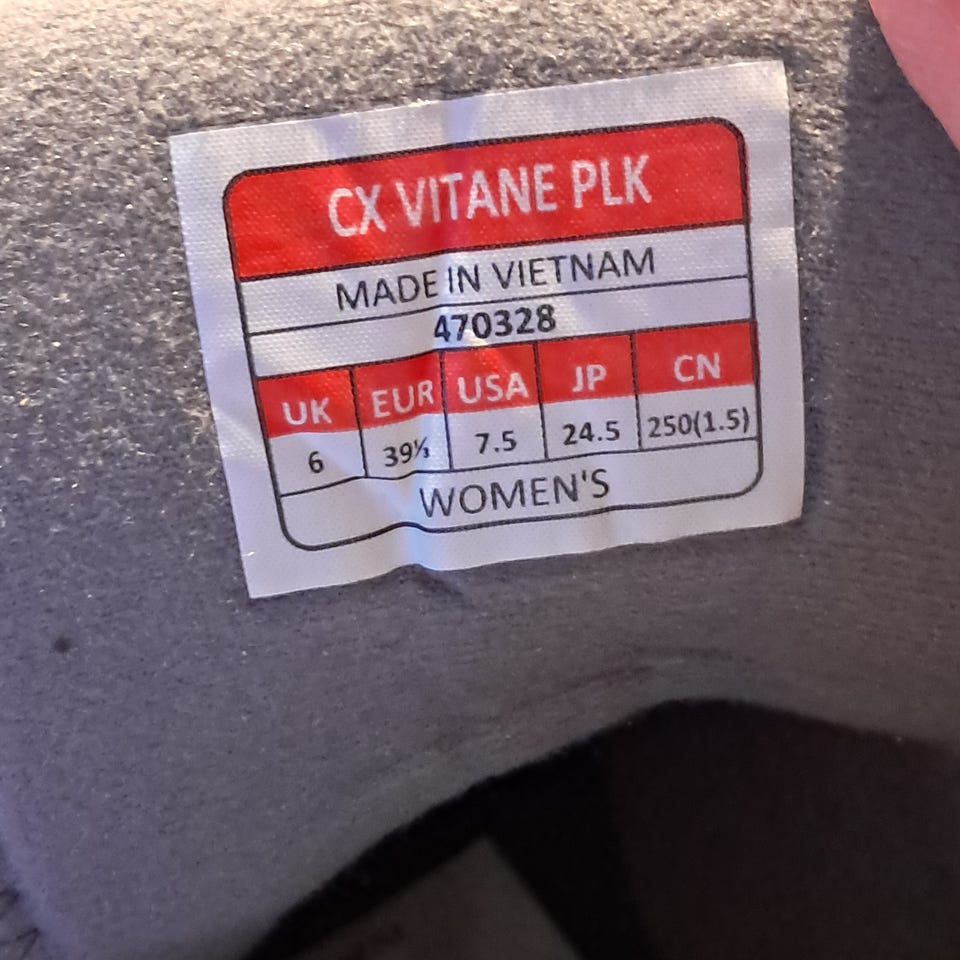 CX VITANE PLK
MADE IN VIETNAM
470328
UK EUR USA JP CN
6 39⅓ 7.5 24.5 250(1.5)
WOMEN'S